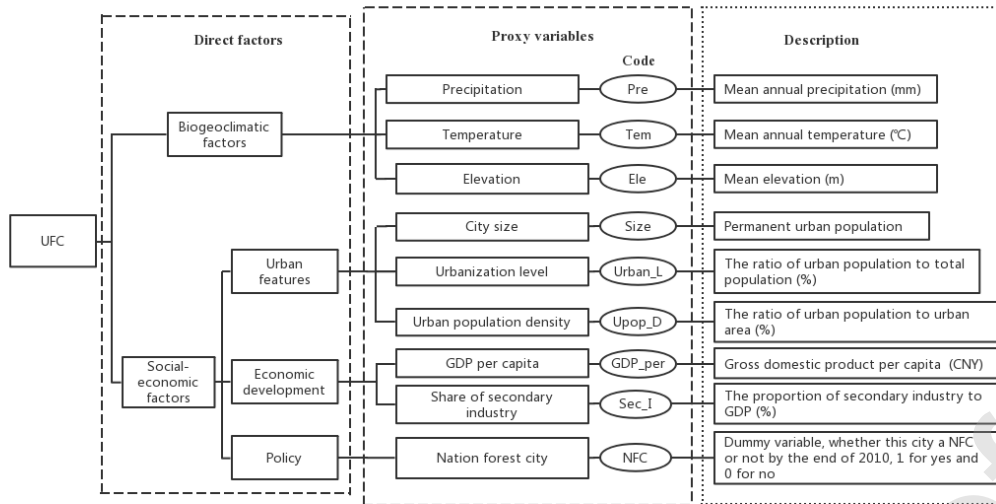 Direct factors
Proxy variables
Description
Code
Precipitation
Pre
Mean annual precipitation (mm)
Biogeoclimatic
factors
Temperature
Tem
Mean annual temperature (℃)
Elevation
Ele
Mean elevation (m)
UFC
City size
Size
Permanent urban population
Urban
features
Urbanization level
Urban_L
The ratio of urban population to total
population (%)
Urban population density
Upop_D
The ratio of urban population to urban
area (%)
Social-
economic
factors
Economic
development
GDP per capita
GDP_per
Gross domestic product per capita (CNY)
Share of secondary
industry
Sec_I
The proportion of secondary industry to
GDP (%)
Policy
Nation forest city
NFC
Dummy variable, whether this city a NFC
or not by the end of 2010, 1 for yes and
0 for no